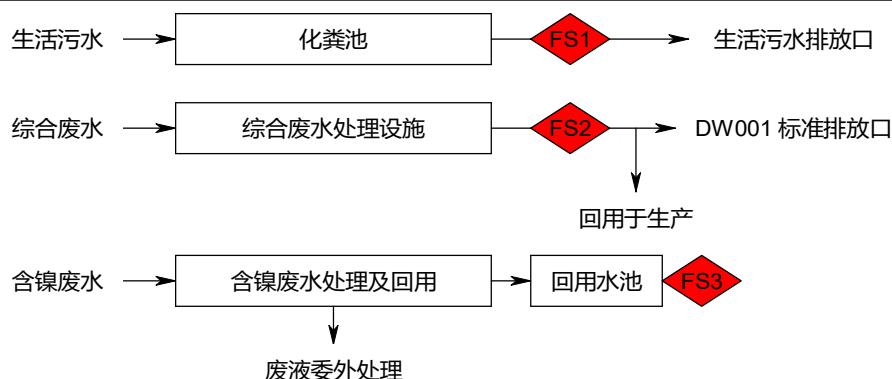 生活污水 化粪池 FS1 生活污水排放口
综合废水 综合废水处理设施 FS2 DW001 标准排放口
回用于生产
含镍废水 含镍废水处理及回用 回用水池 FS3
废液委外处理